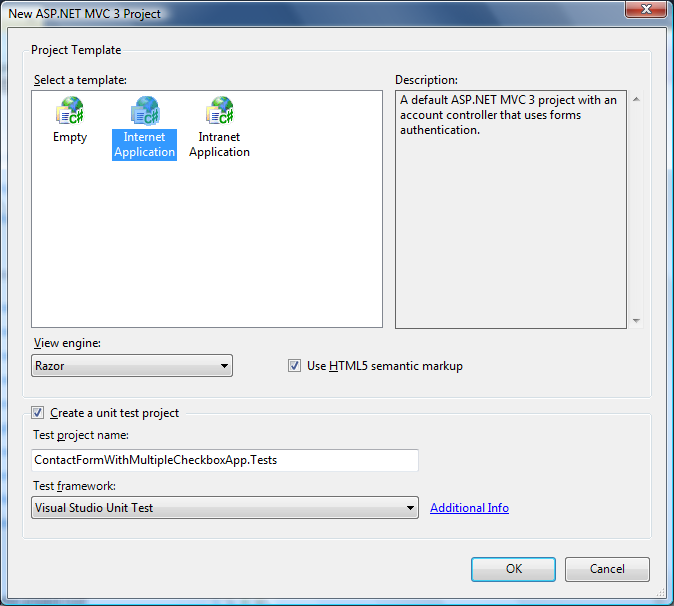 New ASP.NET MVC 3 Project
Project Template
Select a template:
Description:
Empty
Internet
Application
Intranet
Application
A default ASP.NET MVC 3 project with an
account controller that uses forms
authentication.
View engine:
Razor
Use HTML5 semantic markup
Create a unit test project
Test project name:
ContactFormWithMultipleCheckboxApp.Tests
Test framework:
Visual Studio Unit Test
Additional Info
OK
Cancel